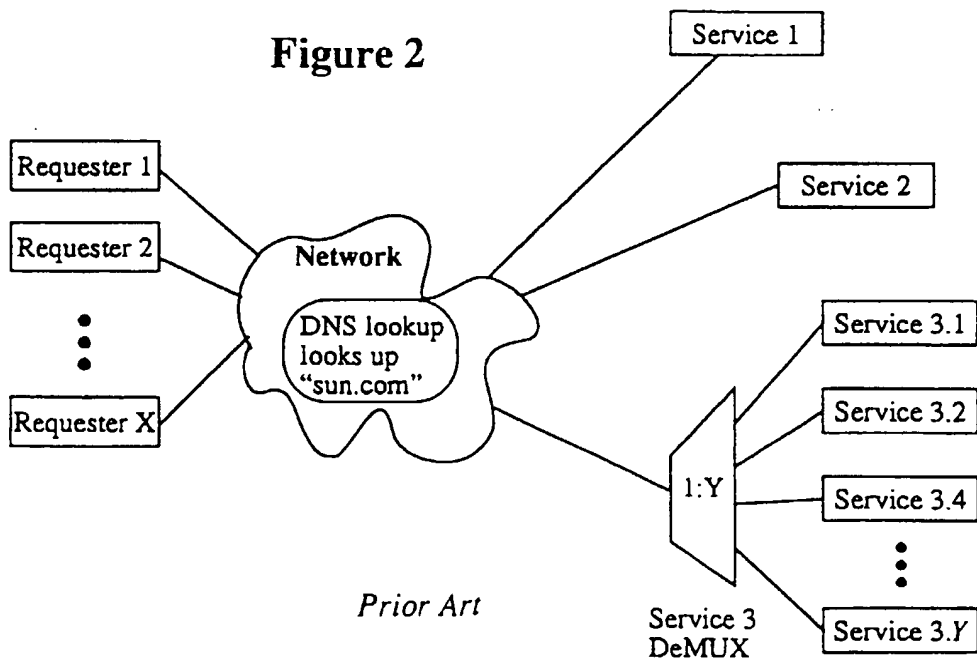 Figure 2
Service 1
Requester 1
Service 2
Requester 2
Network
DNS lookup
looks up
“sun.com”
Requester X
Service 3.1
Service 3.2
1:Y
Service 3.4
Service 3.Y
Service 3
DeMUX
Prior Art